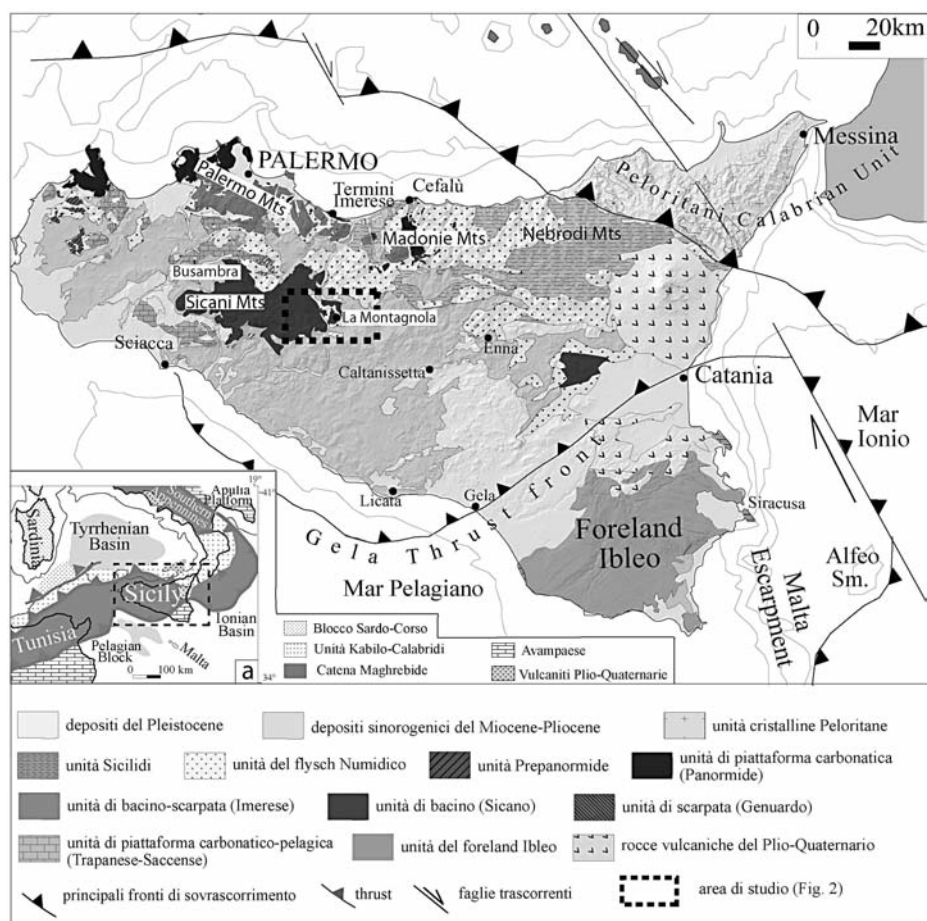 0 20km
Messina
Peloritani Calabrian Unit
PALERMO
Palermo Mts
Termini
Imerese
Cefalù
Madonie Mts
Nebrodi Mts
Busambra
Sicani Mts
La Montagnola
Sciacca
Enna
Caltanissetta
Catania
Mar
Ionio
Licata
Gela
Gela Thrust front
Siracusa
Foreland
Ibleo
Mar Pelagiano
Malta
Escarpment
Alfeo
Sm.
19°
41°
Sardinia
Tyrrhenian
Basin
Southern
Apennines
Apulia
Platform
Sicily
Tunisia
Ionian
Basin
Pelagian
Block
Malta
0 100 km
a
34°
Blocco Sardo-Corso
Unità Kabilo-Calabridi
Catena Maghrebide
Avampaese
Vulcaniti Plio-Quaternarie
depositi del Pleistocene
depositi sinorogenici del Miocene-Pliocene
unità
cristalline Peloritane
unità Sicilidi
unità del flysch Numidico
unità Prepanormide
unità di piattaforma carbonatica
(Panormide)
unità di bacino-scarpata (Imerese)
unità di bacino (Sicano)
unità di scarpata (Genuardo)
unità di piattaforma carbonatico-pelagica
(Trapanese-Saccense)
unità del foreland Ibleo
rocce vulcaniche del Plio-Quaternario
principali fronti di sovrascorrimento
thrust
faglie trascorrenti
area di studio (Fig. 2)